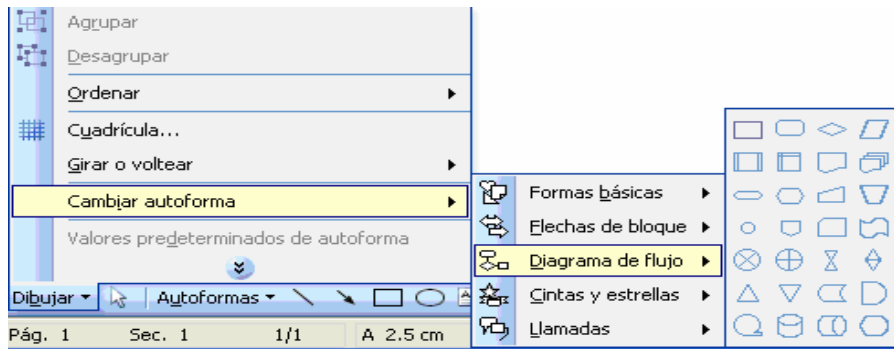 Agrupar
Desagrupar
Ordenar
Cuadrícula...
Girar o voltear
Cambiar autoforma
Valores predeterminados de autoforma
Formas básicas
Flechas de bloque
Diagrama de flujo
Cintas y estrellas
Llamadas
Dibujar Autoformas
Pág. 1 Sec. 1 1/1 A 2.5 cm